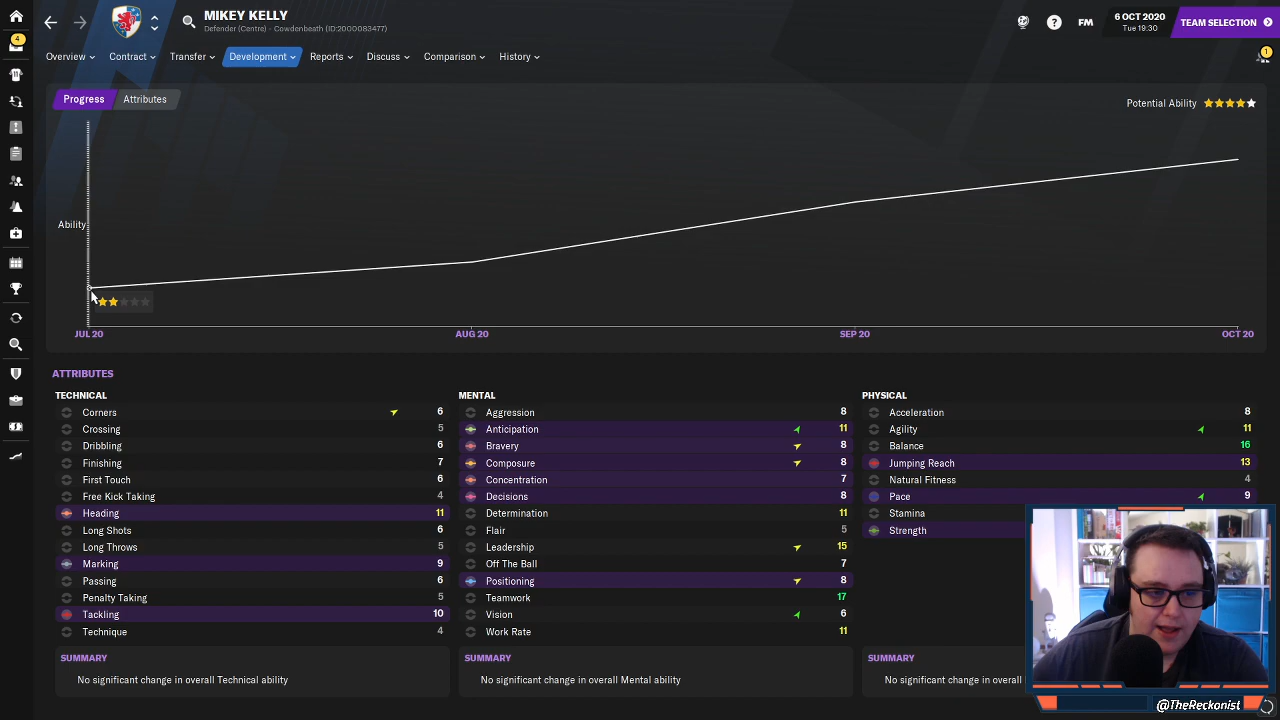 MIKEY KELLY
Defender (Centre) - Cowdenbeath (ID:2000083477)
4
FM
6 OCT 2020
Tue 19:30
TEAM SELECTION
Overview
Contract
Transfer
Development
Reports
Discuss
Comparison
History
1
Progress
Attributes
Potential Ability
Ability
JUL 20
AUG 20
SEP 20
OCT 20
ATTRIBUTES
TECHNICAL
Corners 6
Crossing 5
Dribbling 6
Finishing 7
First Touch 6
Free Kick Taking 4
Heading 11
Long Shots 6
Long Throws 5
Marking 9
Passing 6
Penalty Taking 5
Tackling 10
Technique 4
SUMMARY
No significant change in overall Technical ability
MENTAL
Aggression 8
Anticipation 11
Bravery 8
Composure 8
Concentration 7
Decisions 8
Determination 11
Flair 5
Leadership 15
Off The Ball 7
Positioning 8
Teamwork 17
Vision 6
Work Rate 11
SUMMARY
No significant change in overall Mental ability
PHYSICAL
Acceleration 8
Agility 11
Balance 16
Jumping Reach 13
Natural Fitness 4
Pace 9
Stamina
Strength
SUMMARY
No significant change in overall
@TheReckonist